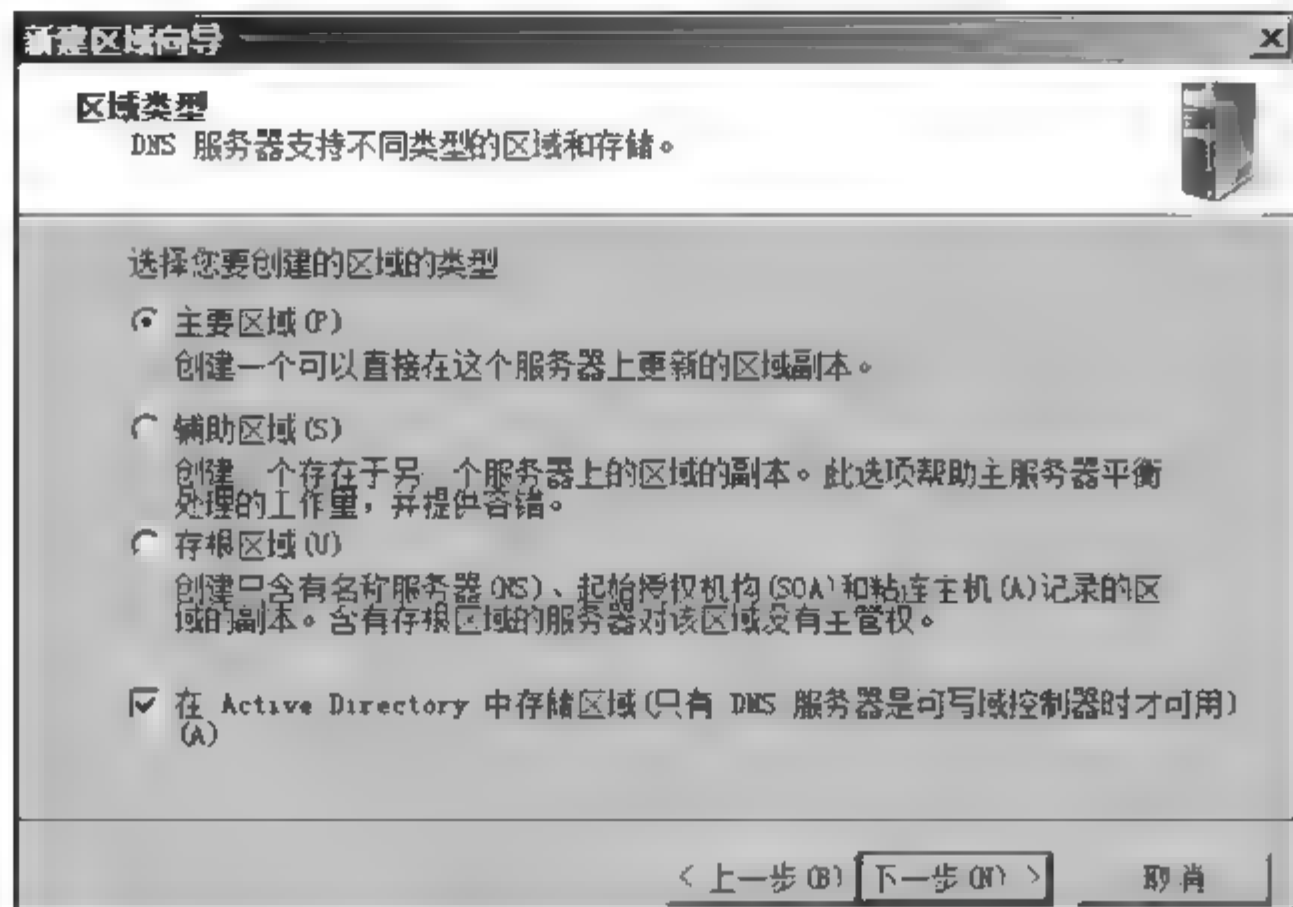 新建区域向导
区域类型
DNS 服务器支持不同类型的区域和存储。
选择您要创建的区域的类型
主要区域(P)
创建一个可以直接在这个服务器上更新的区域副本。
辅助区域(S)
创建一个存在于另一个服务器上的区域的副本。此选项帮助主服务器平衡
处理的工作量，并提供容错。
存根区域(U)
创建只含有名称服务器(NS)、起始授权机构(SOA)和粘连主机(A)记录的区
域的副本。含有存根区域的服务器对该区域没有主管权。
在 Active Directory 中存储区域(只有 DNS 服务器是可写域控制器时才可用)
(A)
< 上一步(B) 下一步(N) > 取消